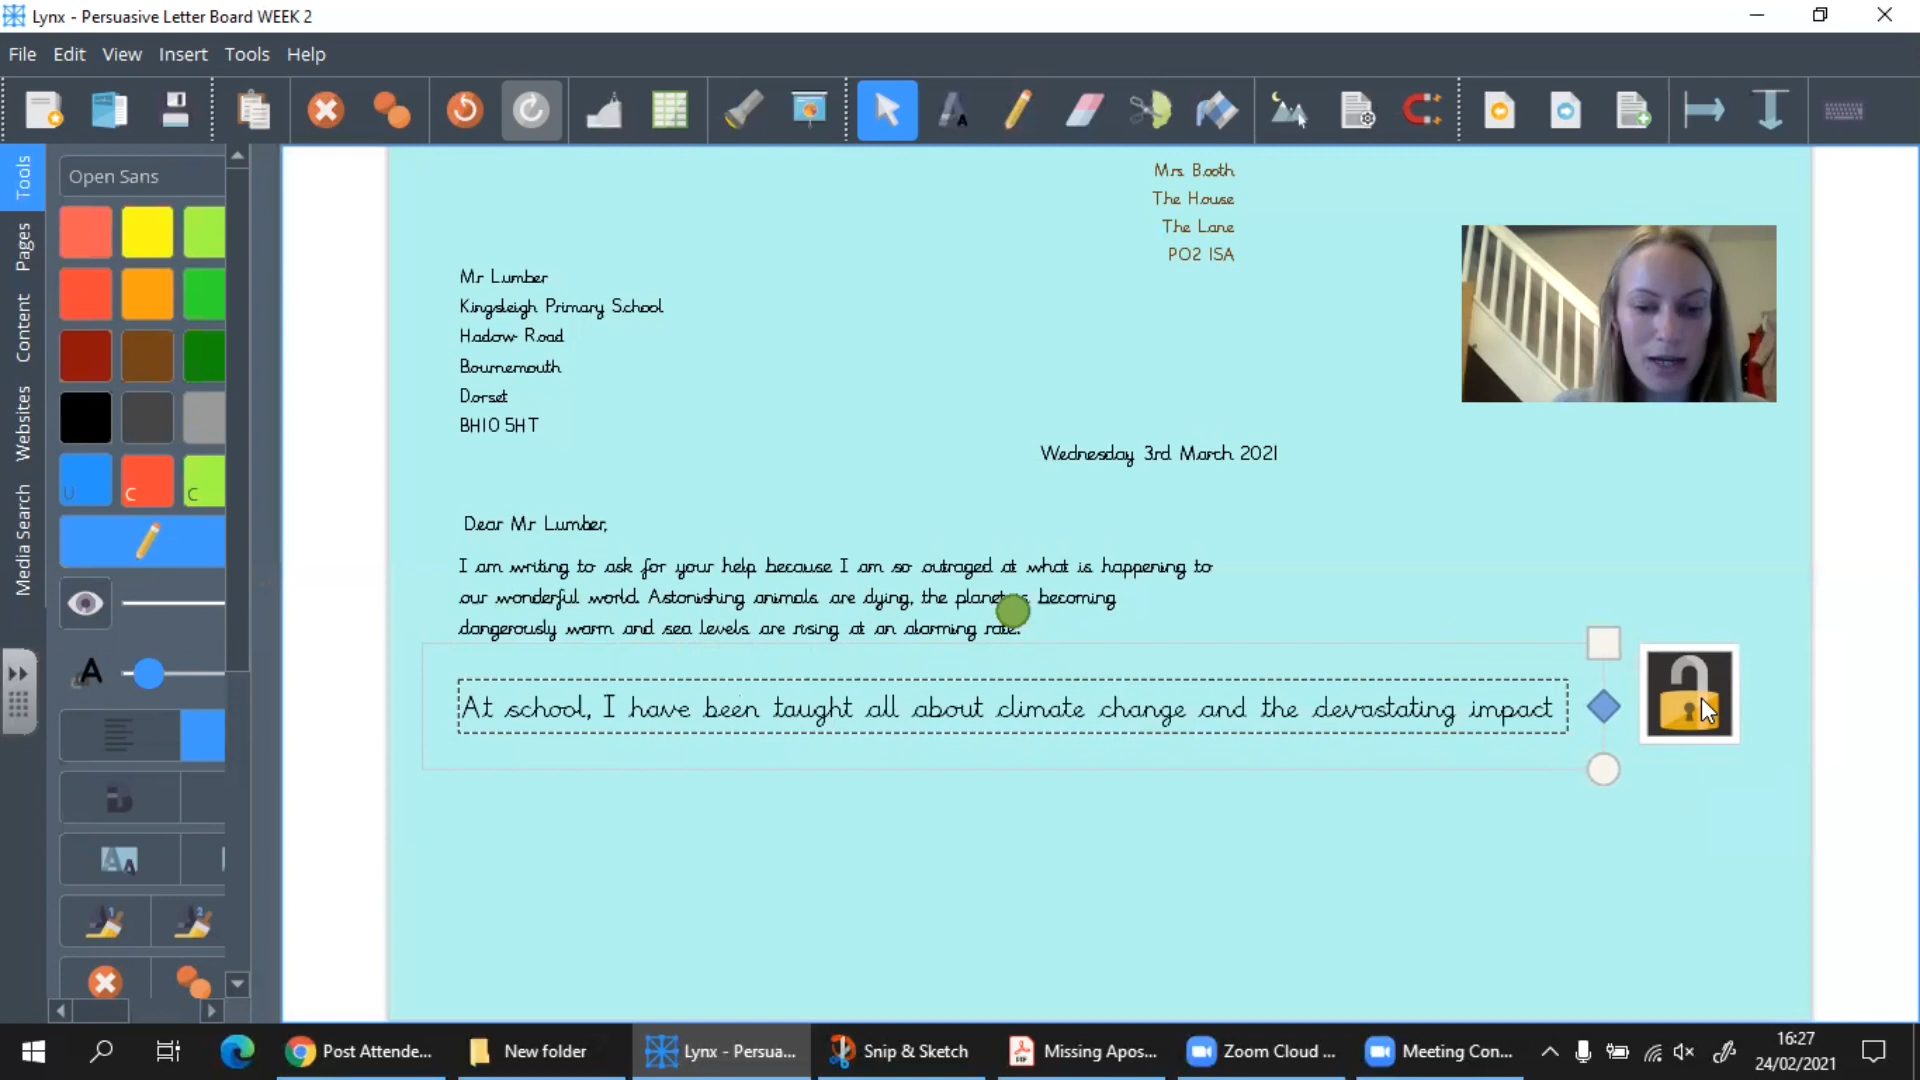 Lynx - Persuasive Letter Board WEEK 2
File Edit View Insert Tools Help
Tools
Pages
Content
Websites
Media Search
Open Sans
U C C
A
Mrs Booth
The House
The Lane
PO2 1SA
Mr Lumber
Kingsleigh Primary School
Hadow Road
Bournemouth
Dorset
BH10 5HT
Wednesday 3rd March 2021
Dear Mr Lumber,
I am writing to ask for your help because I am so outraged at what is happening to
our wonderful world. Astonishing animals are dying, the planet becoming
dangerously warm and sea levels are rising at an alarming rate.
At school, I have been taught all about climate change and the devastating impact
Post Attende...
New folder
Lynx - Persua...
Snip & Sketch
Missing Apos...
Zoom Cloud ...
Meeting Con...
16:27
24/02/2021